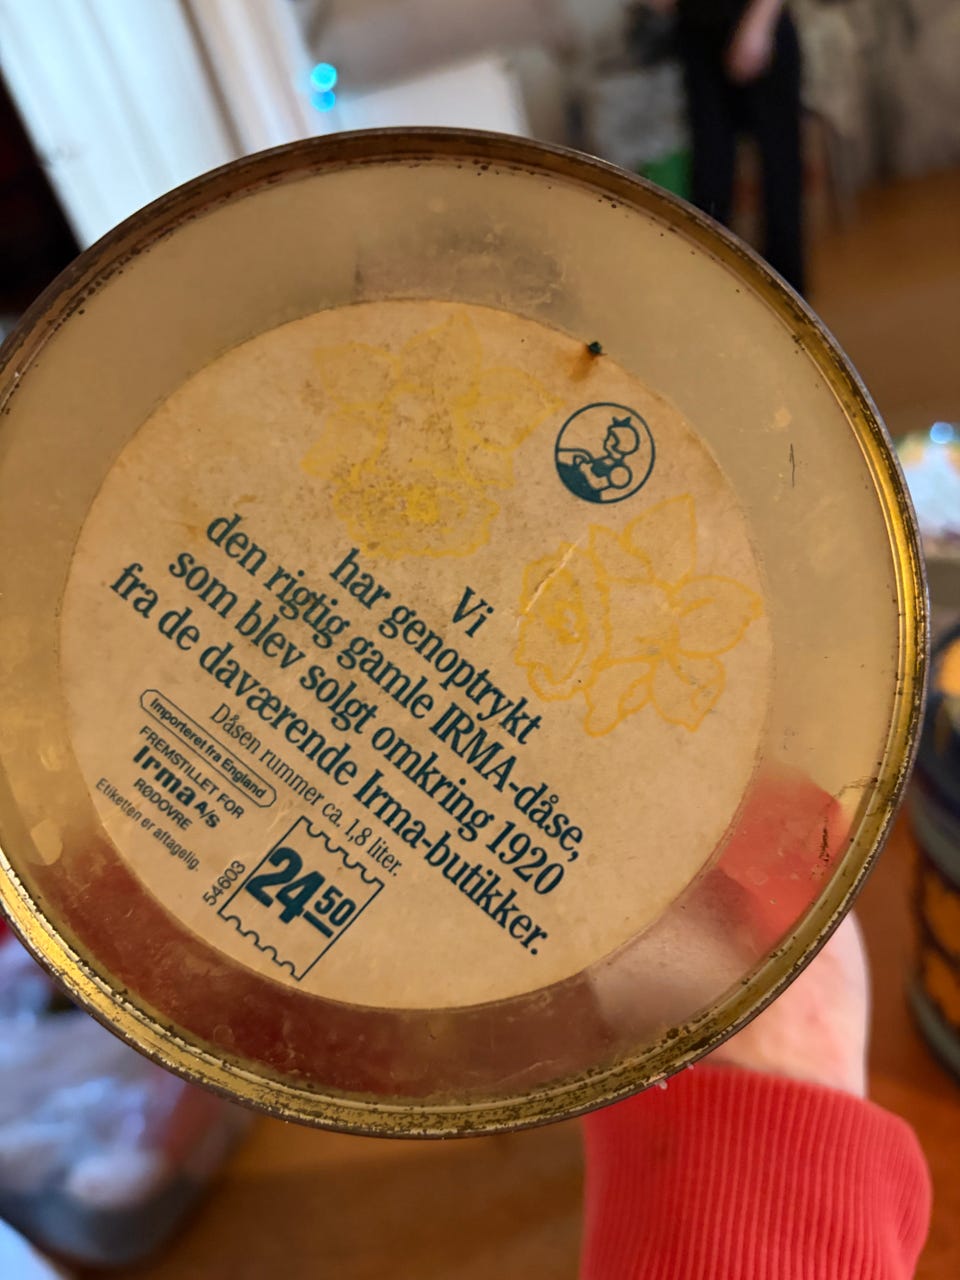 Vi
har genoptrykt
den rigtig gamle IRMA-dåse,
som blev solgt omkring 1920
fra de daværende Irma-butikker.
Dåsen rummer ca. 1,8 liter.
Importeret fra England
FREMSTILLET FOR
Irma A/S
RØDOVRE
Etiketten er aftagelig.
54603
24.50